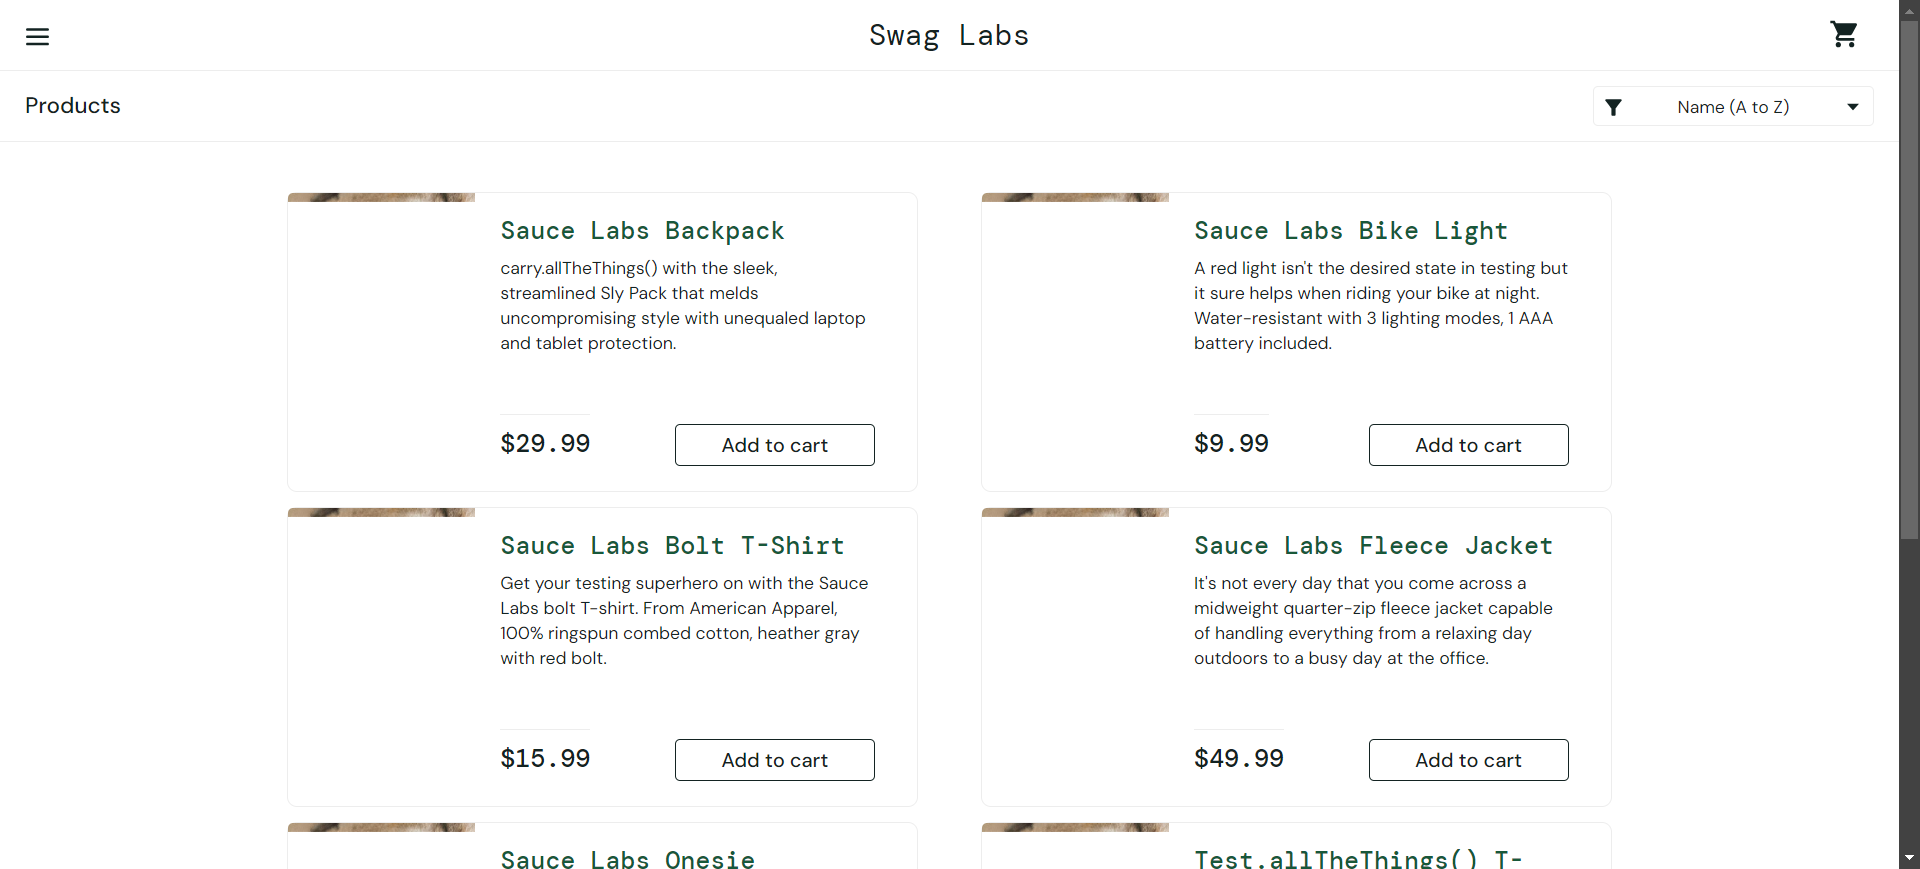 Swag Labs
Products
Name (A to Z)
Sauce Labs Backpack
carry.allTheThings() with the sleek,
streamlined Sly Pack that melds
uncompromising style with unequaled laptop
and tablet protection.
$29.99
Add to cart
Sauce Labs Bike Light
A red light isn't the desired state in testing but
it sure helps when riding your bike at night.
Water-resistant with 3 lighting modes, 1 AAA
battery included.
$9.99
Add to cart
Sauce Labs Bolt T-Shirt
Get your testing superhero on with the Sauce
Labs bolt T-shirt. From American Apparel,
100% ringspun combed cotton, heather gray
with red bolt.
$15.99
Add to cart
Sauce Labs Fleece Jacket
It's not every day that you come across a
midweight quarter-zip fleece jacket capable
of handling everything from a relaxing day
outdoors to a busy day at the office.
$49.99
Add to cart
Sauce Labs Onesie
Test.allTheThings() T-